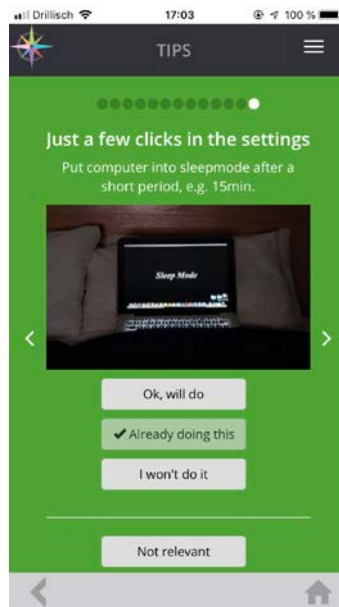 Drillisch 17:03 100 %
TIPS
Just a few clicks in the settings
Put computer into sleepmode after a
short period, e.g. 15min.
Sleep Mode
Ok, will do
Already doing this
I won't do it
Not relevant